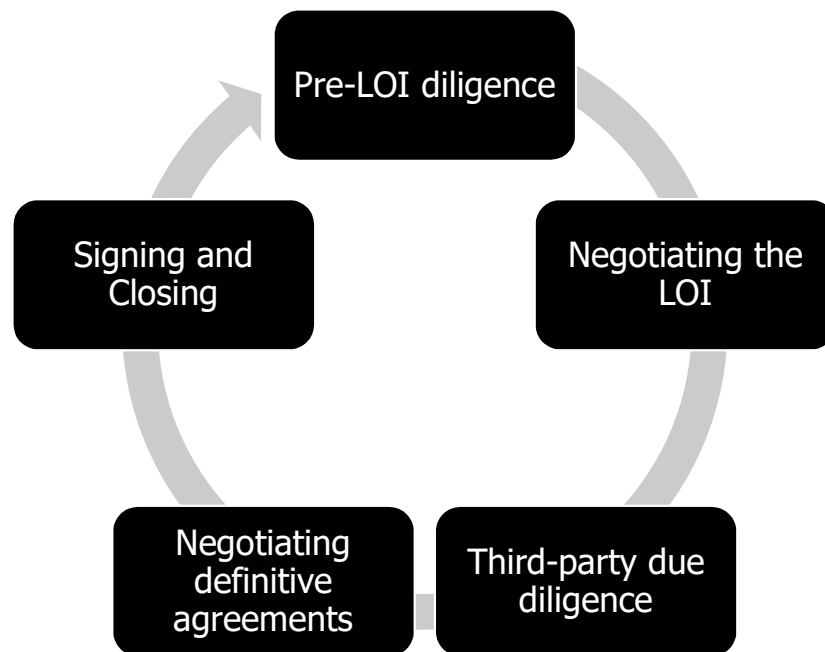 Pre-LOI diligence
Negotiating the
LOI
Third-party due
diligence
Negotiating
definitive
agreements
Signing and
Closing